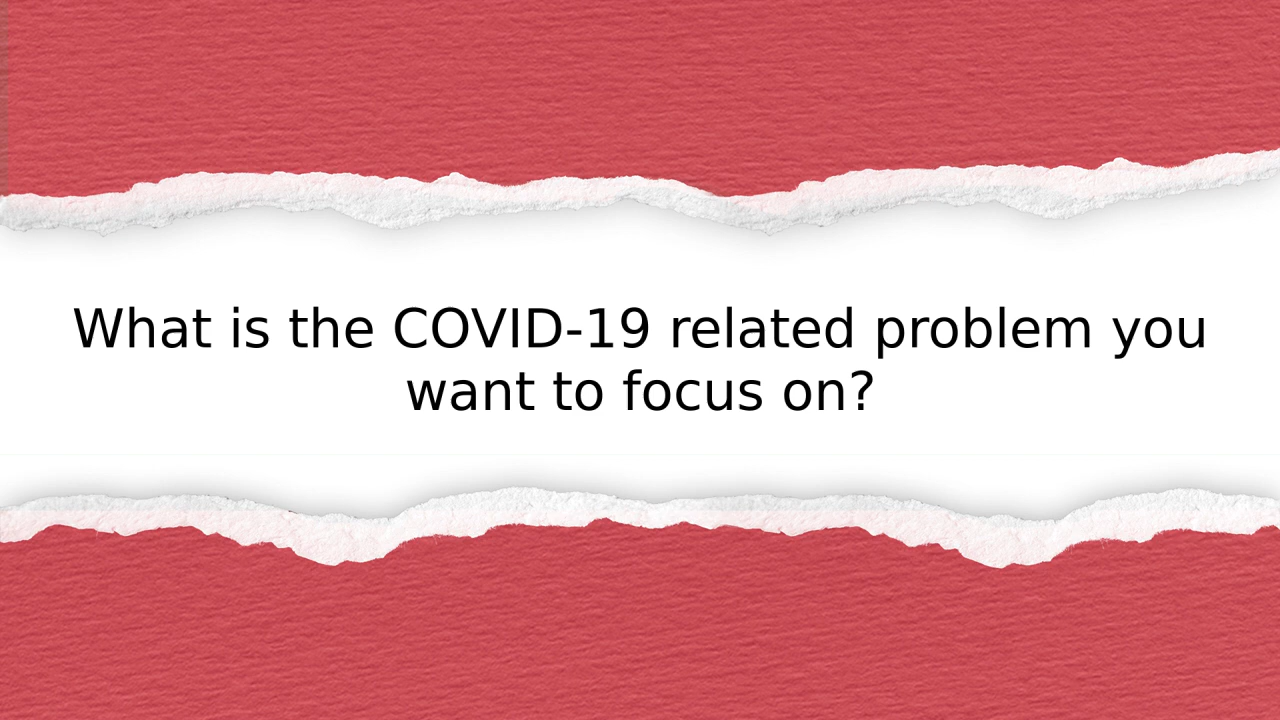 What is the COVID-19 related problem you
want to focus on?